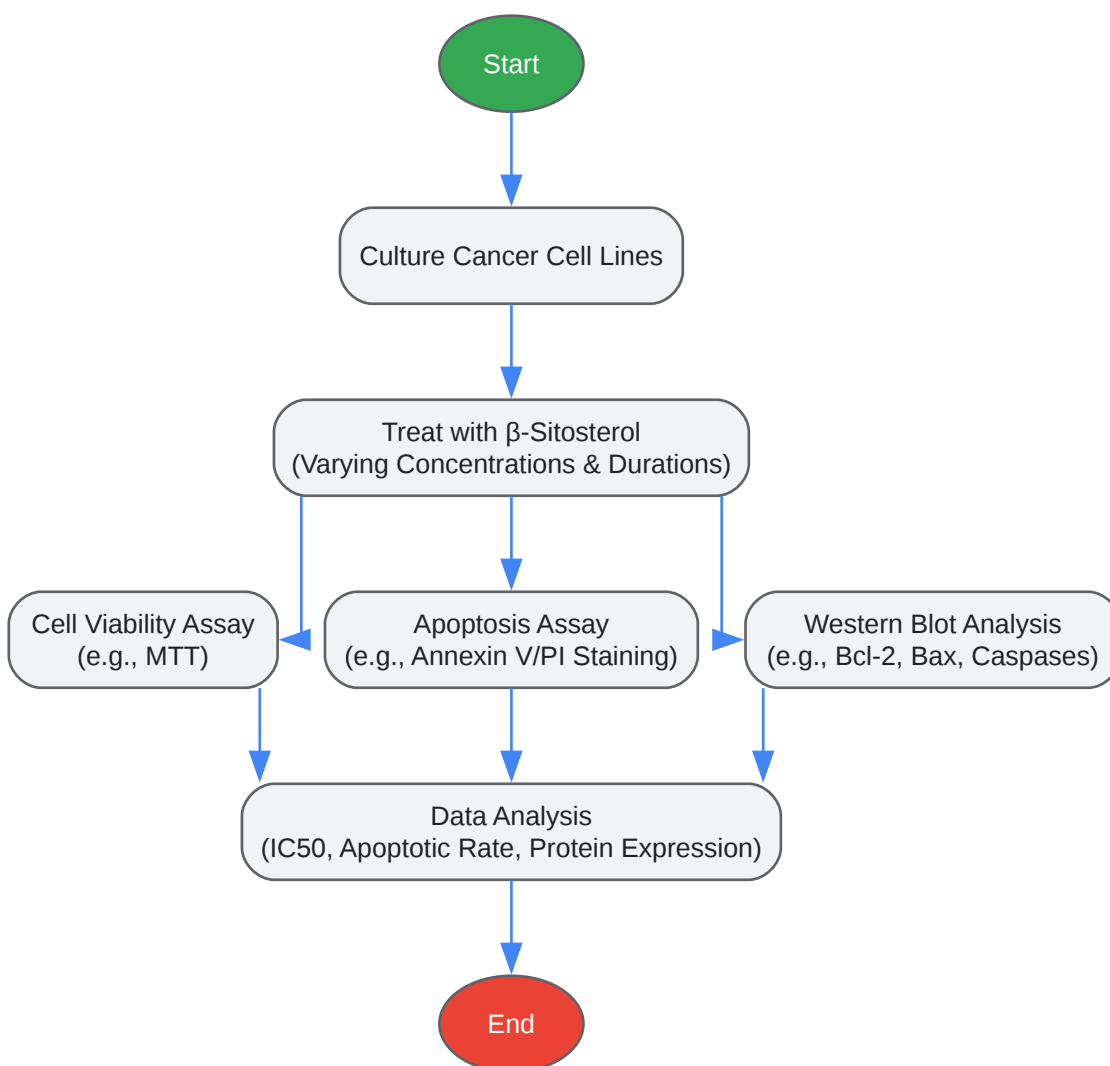 Start
Culture Cancer Cell Lines
Treat with β-Sitosterol
(Varying Concentrations & Durations)
Cell Viability Assay
(e.g., MTT)
Apoptosis Assay
(e.g., Annexin V/PI Staining)
Western Blot Analysis
(e.g., Bcl-2, Bax, Caspases)
Data Analysis
(IC50, Apoptotic Rate, Protein Expression)
End